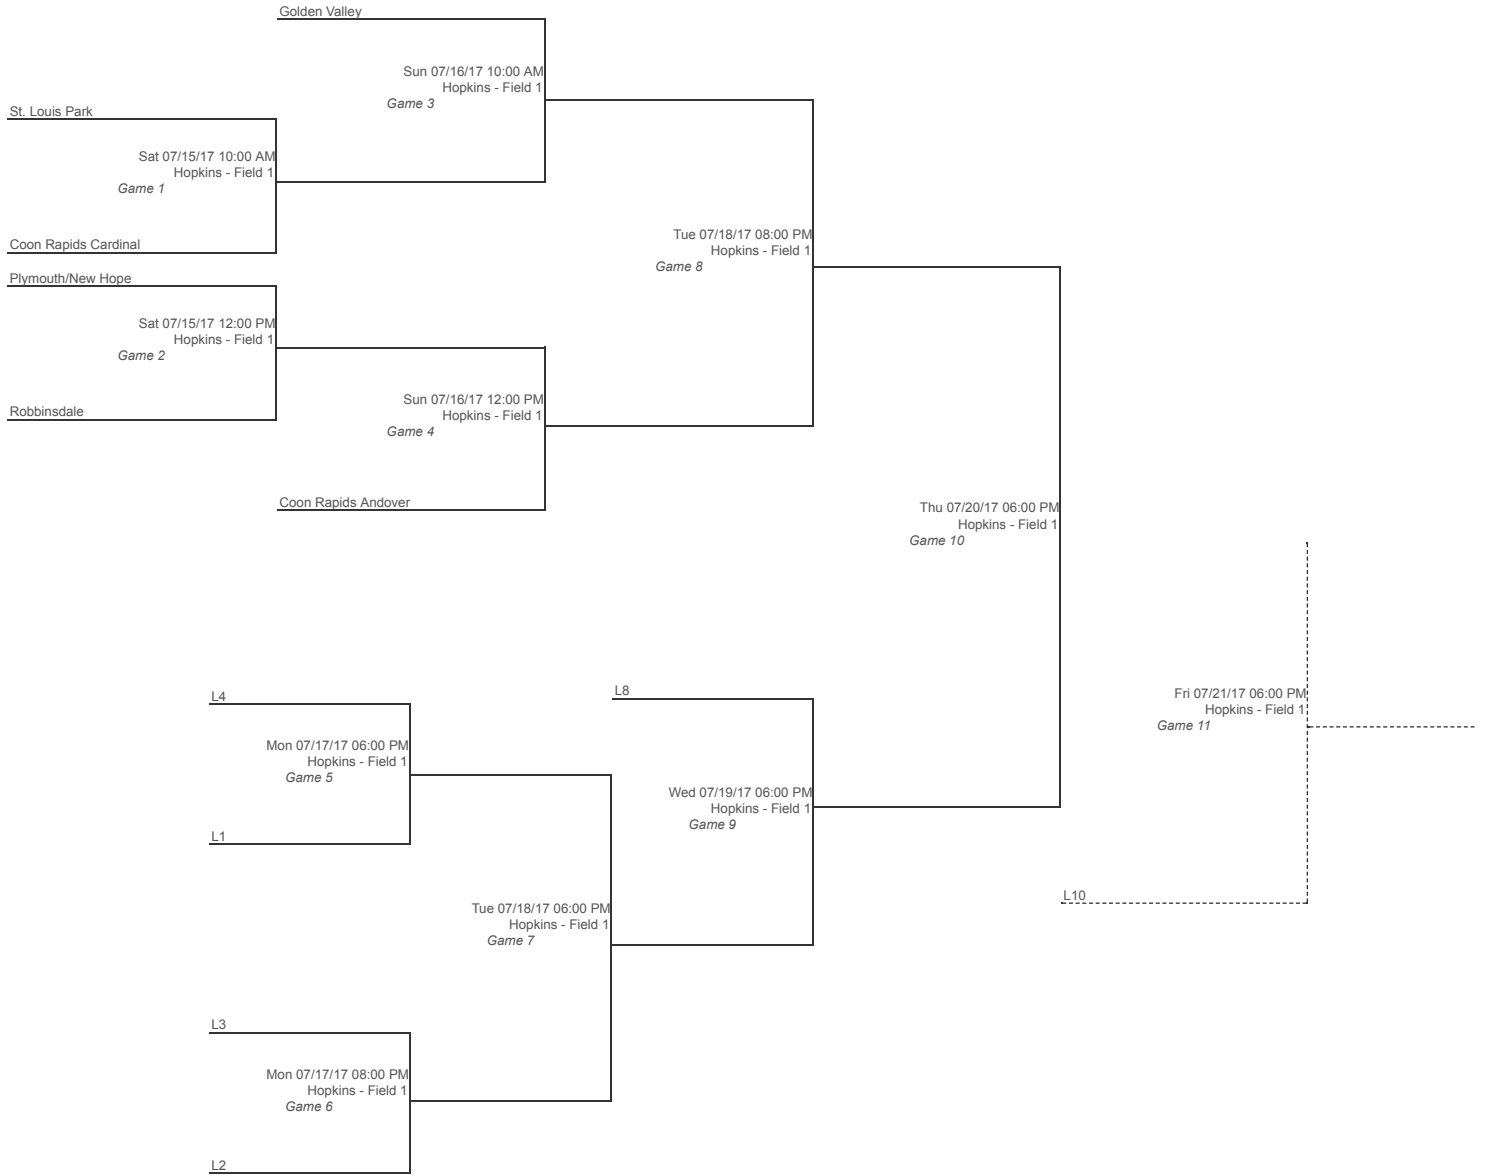 Golden Valley
Sun 07/16/17 10:00 AM
Hopkins - Field 1
Game 3
St. Louis Park
Sat 07/15/17 10:00 AM
Hopkins - Field 1
Game 1
Coon Rapids Cardinal
Tue 07/18/17 08:00 PM
Hopkins - Field 1
Game 8
Plymouth/New Hope
Sat 07/15/17 12:00 PM
Hopkins - Field 1
Game 2
Robbinsdale
Sun 07/16/17 12:00 PM
Hopkins - Field 1
Game 4
Coon Rapids Andover
Thu 07/20/17 06:00 PM
Hopkins - Field 1
Game 10
L4
Mon 07/17/17 06:00 PM
Hopkins - Field 1
Game 5
L1
L8
Wed 07/19/17 06:00 PM
Hopkins - Field 1
Game 9
Fri 07/21/17 06:00 PM
Hopkins - Field 1
Game 11
L10
Tue 07/18/17 06:00 PM
Hopkins - Field 1
Game 7
L3
Mon 07/17/17 08:00 PM
Hopkins - Field 1
Game 6
L2